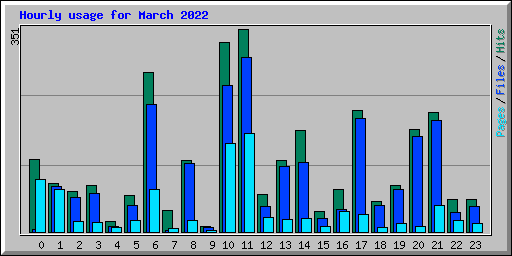 Hourly usage for March 2022
351
Pages/Files/Hits
0 1 2 3 4 5 6 7 8 9 10 11 12 13 14 15 16 17 18 19 20 21 22 23